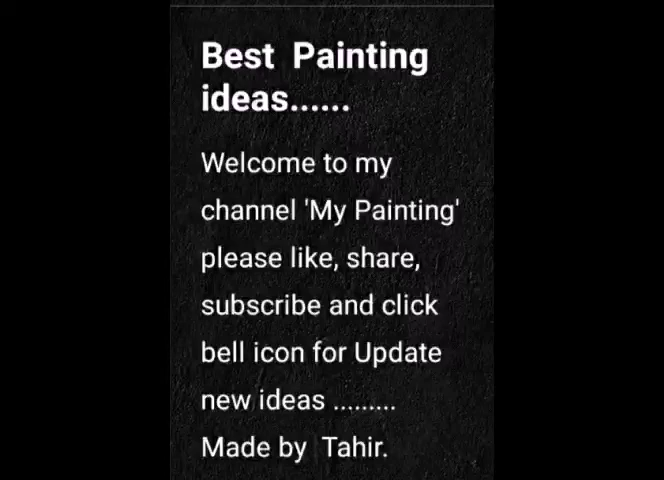 Best  Painting
ideas......
Welcome to my
channel 'My Painting'
please like, share,
subscribe and click
bell icon for Update
new ideas .........
Made by  Tahir.